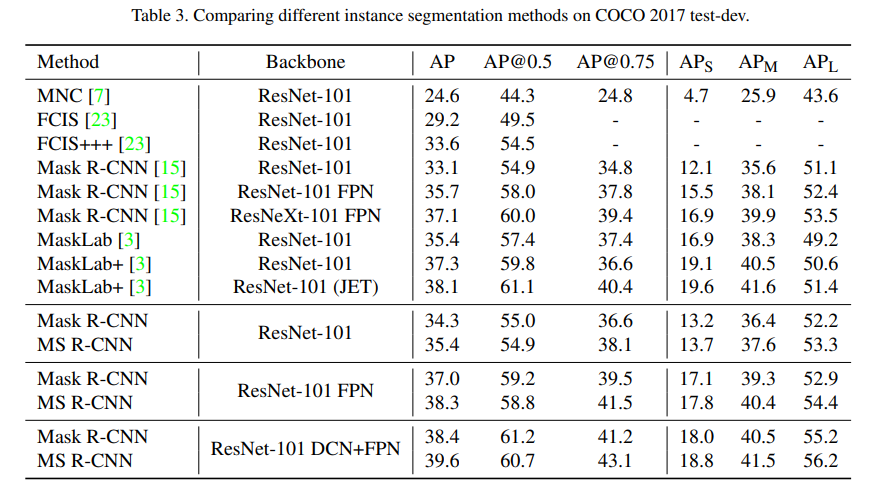 Table 3. Comparing different instance segmentation methods on COCO 2017 test-dev.
Method Backbone AP AP@0.5 AP@0.75 APS APM APL
MNC [7] ResNet-101 24.6 44.3 24.8 4.7 25.9 43.6
FCIS [23] ResNet-101 29.2 49.5 - - - -
FCIS+++ [23] ResNet-101 33.6 54.5 - - - -
Mask R-CNN [15] ResNet-101 33.1 54.9 34.8 12.1 35.6 51.1
Mask R-CNN [15] ResNet-101 FPN 35.7 58.0 37.8 15.5 38.1 52.4
Mask R-CNN [15] ResNeXt-101 FPN 37.1 60.0 39.4 16.9 39.9 53.5
MaskLab [3] ResNet-101 35.4 57.4 37.4 16.9 38.3 49.2
MaskLab+ [3] ResNet-101 37.3 59.8 36.6 19.1 40.5 50.6
MaskLab+ [3] ResNet-101 (JET) 38.1 61.1 40.4 19.6 41.6 51.4
Mask R-CNN 34.3 55.0 36.6 13.2 36.4 52.2
ResNet-101
MS R-CNN 35.4 54.9 38.1 13.7 37.6 53.3
Mask R-CNN 37.0 59.2 39.5 17.1 39.3 52.9
ResNet-101 FPN
MS R-CNN 38.3 58.8 41.5 17.8 40.4 54.4
Mask R-CNN 38.4 61.2 41.2 18.0 40.5 55.2
ResNet-101 DCN+FPN
MS R-CNN 39.6 60.7 43.1 18.8 41.5 56.2